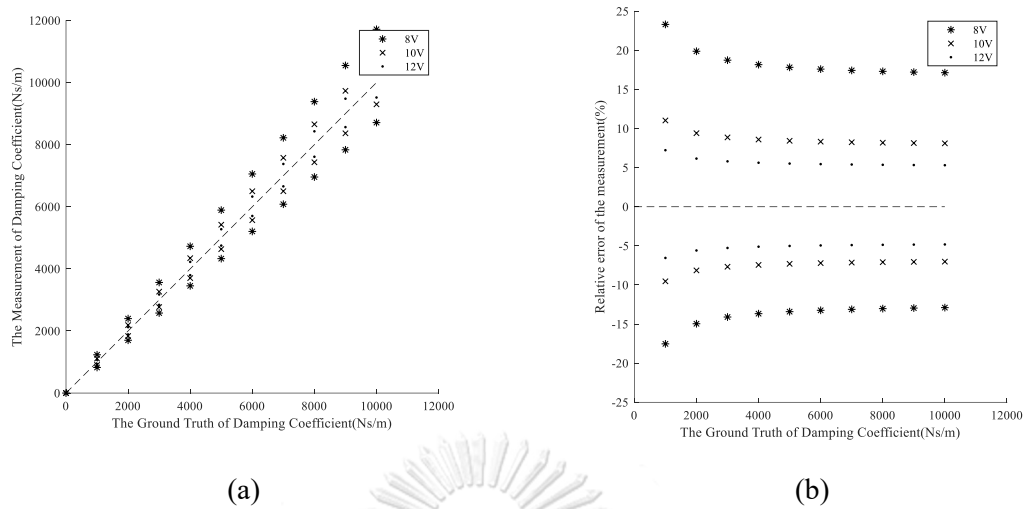 12000
10000
8000
6000
4000
2000
0
The Measurement of Damping Coefficient(Ns/m)
8V
10V
12V
0
2000
4000
6000
8000
10000
12000
The Ground Truth of Damping Coefficient(Ns/m)
(a)
25
20
15
10
5
0
-5
-10
-15
-20
-25
Relative error of the measurement(%)
8V
10V
12V
0
2000
4000
6000
8000
10000
12000
The Ground Truth of Damping Coefficient(Ns/m)
(b)